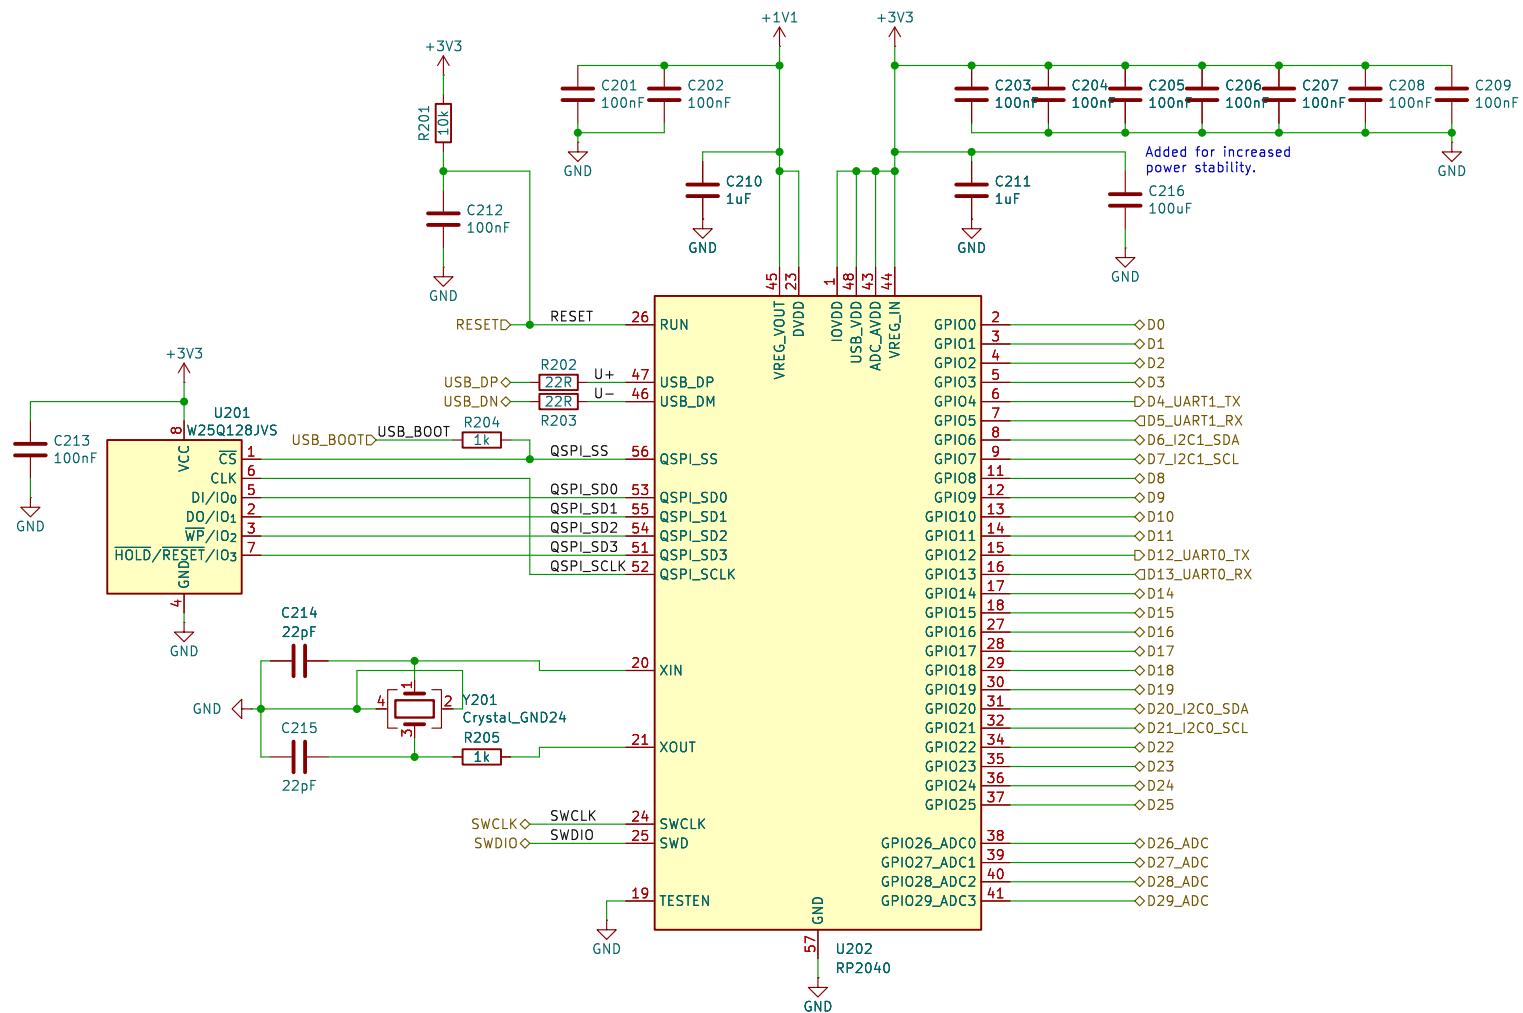 +1V1
+3V3
+3V3
R201
10k
C201
100nF
C202
100nF
C203
100nF
C204
100nF
C205
100nF
C206
100nF
C207
100nF
C208
100nF
C209
100nF
GND
GND
Added for increased
power stability.
C210
1uF
GND
C211
1uF
GND
C216
100uF
GND
C212
100nF
GND
45
23
1
48
43
44
VREG_VOUT
DVDD
IOVDD
USB_VDD
ADC_AVDD
VREG_IN
RESET
RESET
26
RUN
USB_DP
R202
22R
U+
47
USB_DP
USB_DN
22R
R203
U-
46
USB_DM
USB_BOOT
USB_BOOT
R204
1k
QSPI_SS
56
QSPI_SS
QSPI_SD0
53
QSPI_SD0
QSPI_SD1
55
QSPI_SD1
QSPI_SD2
54
QSPI_SD2
QSPI_SD3
51
QSPI_SD3
QSPI_SCLK
52
QSPI_SCLK
+3V3
C213
100nF
GND
U201
W25Q128JVS
8
VCC
CS
1
CLK
6
DI/IO0
5
DO/IO1
2
WP/IO2
3
HOLD/RESET/IO3
7
GND
4
GND
C214
22pF
GND
1
4
2
3
Y201
Crystal_GND24
C215
22pF
R205
1k
20
XIN
21
XOUT
SWCLK
SWCLK
24
SWCLK
SWDIO
SWDIO
25
SWD
19
TESTEN
GND
GND
57
GND
U202
RP2040
GPIO0
2
D0
GPIO1
3
D1
GPIO2
4
D2
GPIO3
5
D3
GPIO4
6
D4_UART1_TX
GPIO5
7
D5_UART1_RX
GPIO6
8
D6_I2C1_SDA
GPIO7
9
D7_I2C1_SCL
GPIO8
11
D8
GPIO9
12
D9
GPIO10
13
D10
GPIO11
14
D11
GPIO12
15
D12_UART0_TX
GPIO13
16
D13_UART0_RX
GPIO14
17
D14
GPIO15
18
D15
GPIO16
27
D16
GPIO17
28
D17
GPIO18
29
D18
GPIO19
30
D19
GPIO20
31
D20_I2C0_SDA
GPIO21
32
D21_I2C0_SCL
GPIO22
34
D22
GPIO23
35
D23
GPIO24
36
D24
GPIO25
37
D25
GPIO26_ADC0
38
D26_ADC
GPIO27_ADC1
39
D27_ADC
GPIO28_ADC2
40
D28_ADC
GPIO29_ADC3
41
D29_ADC